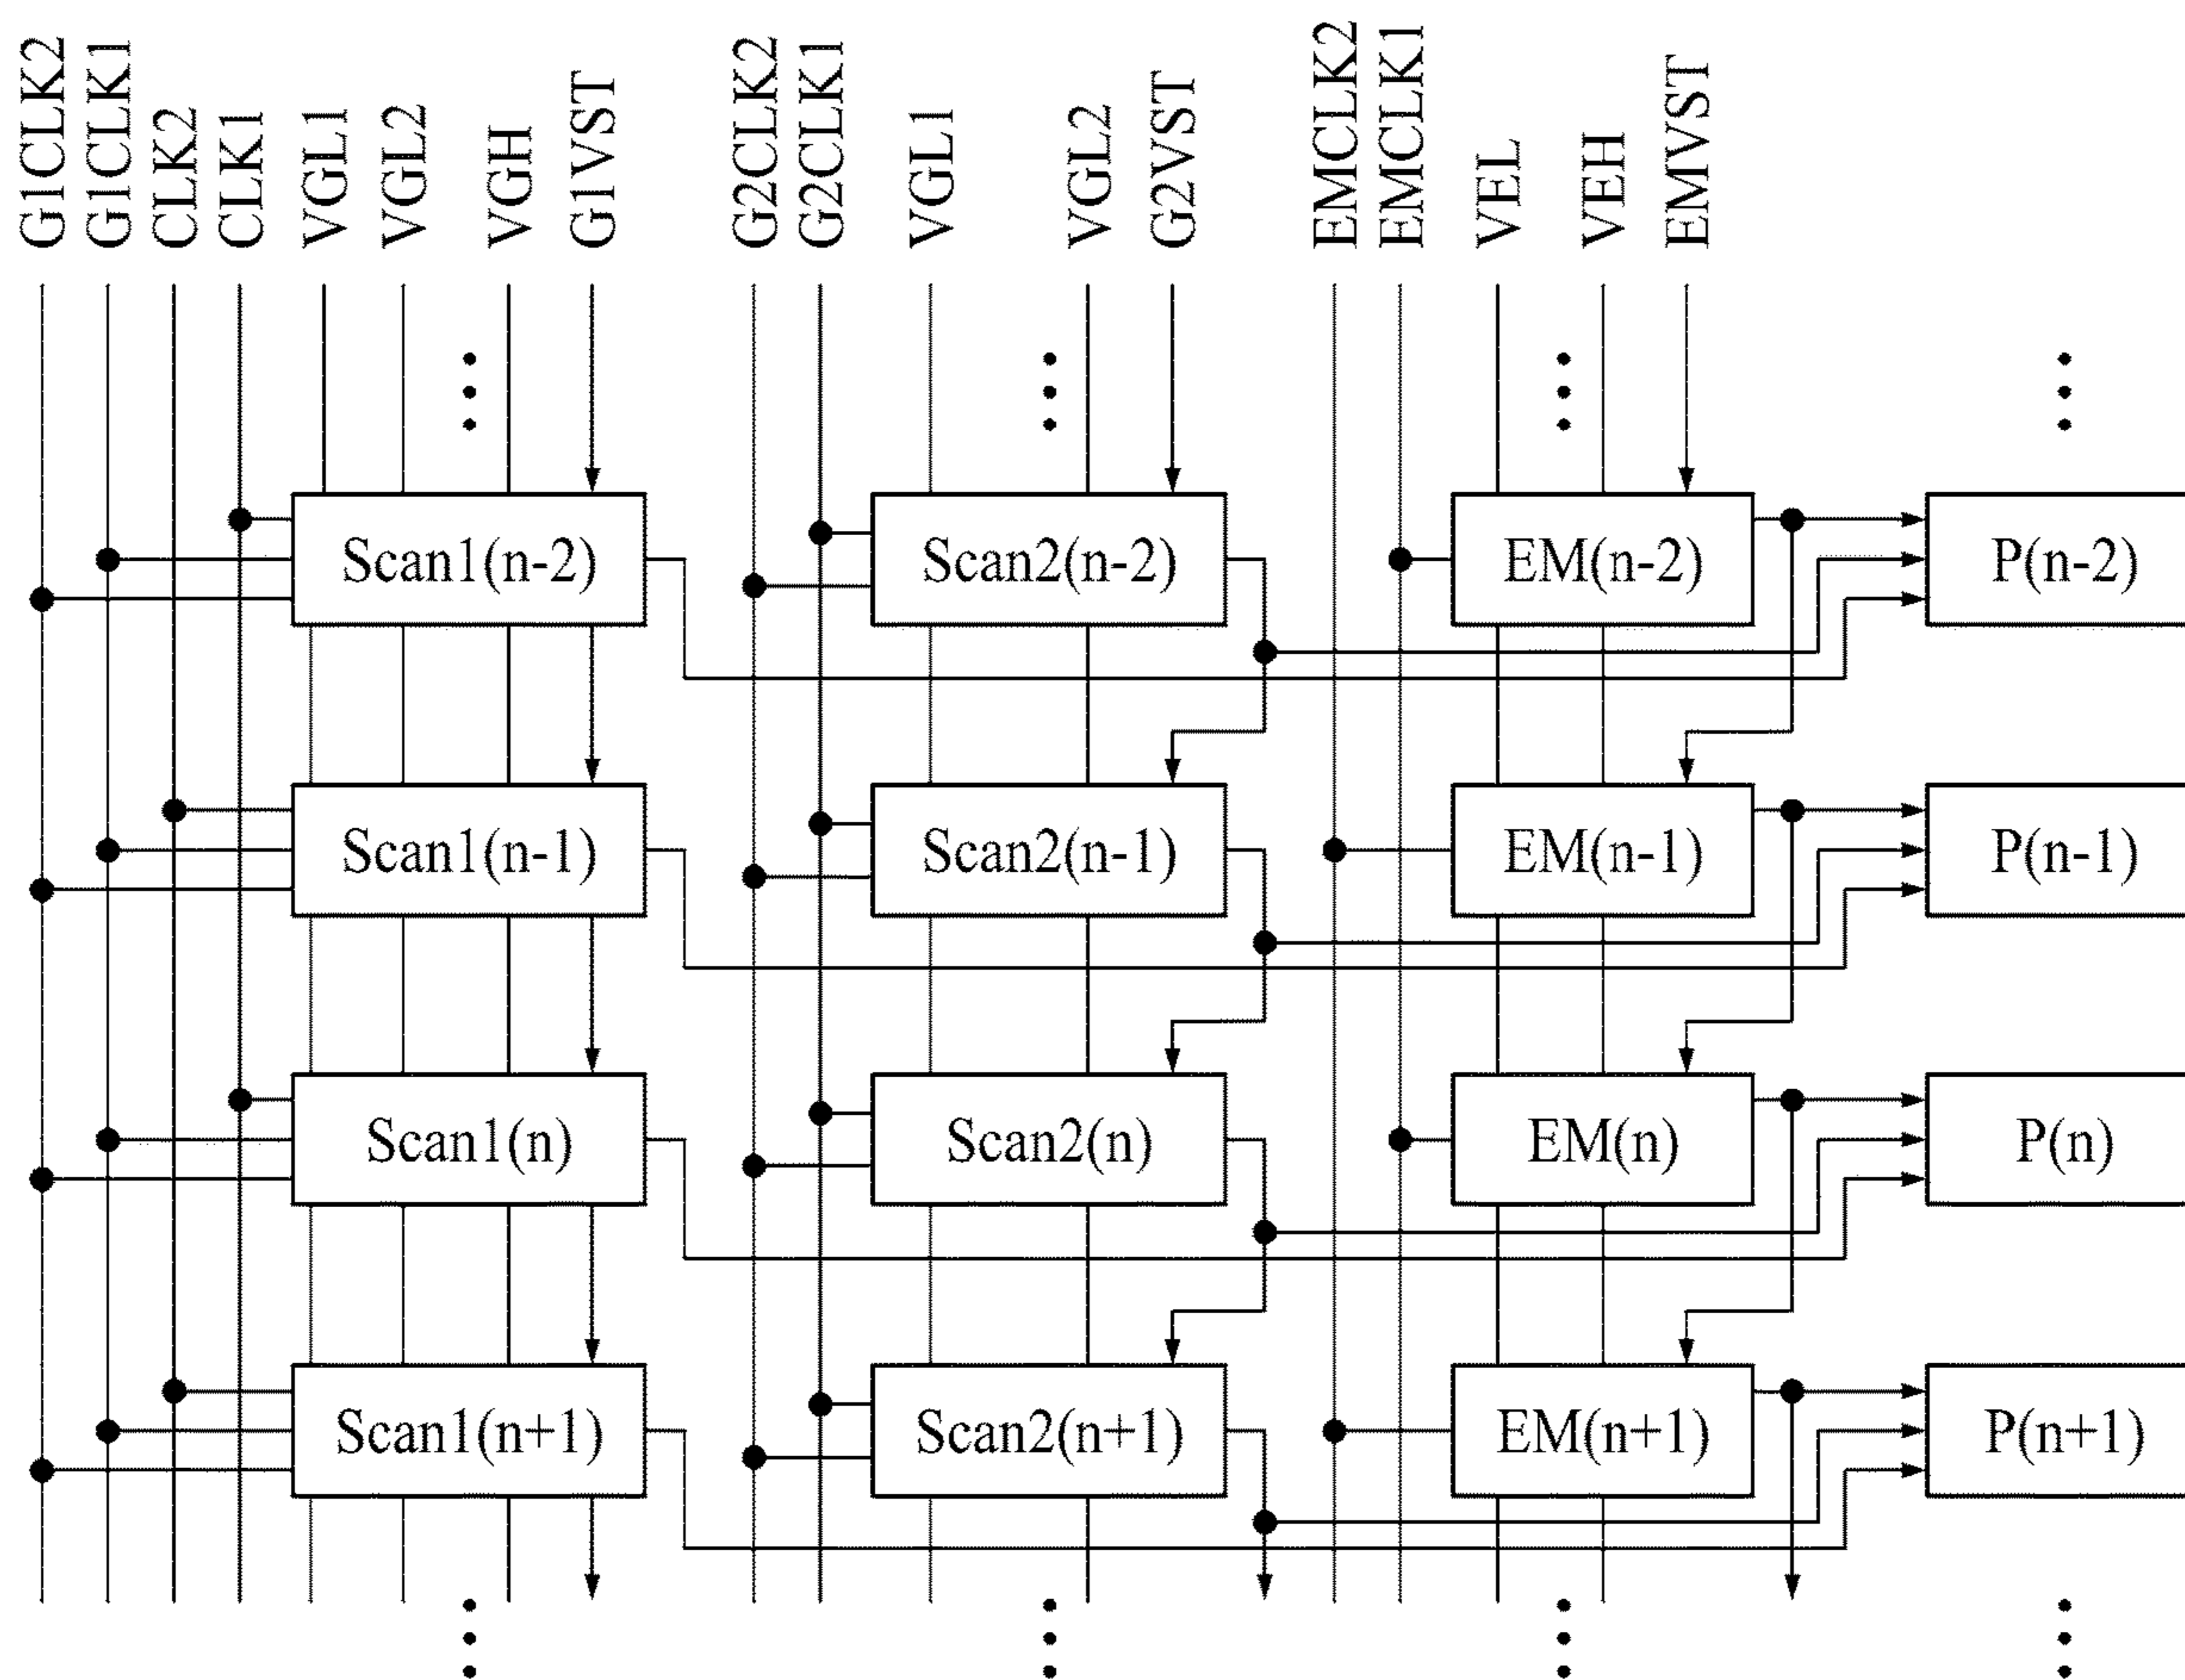 G1CLK2
G1CLK1
CLK2
CLK1
VGL1
VGL2
VGH
G1VST
G2CLK2
G2CLK1
VGL1
VGL2
G2VST
EMCLK2
EMCLK1
VEL
VEH
EMVST
Scan1(n-2)
Scan2(n-2)
EM(n-2)
P(n-2)
Scan1(n-1)
Scan2(n-1)
EM(n-1)
P(n-1)
Scan1(n)
Scan2(n)
EM(n)
P(n)
Scan1(n+1)
Scan2(n+1)
EM(n+1)
P(n+1)